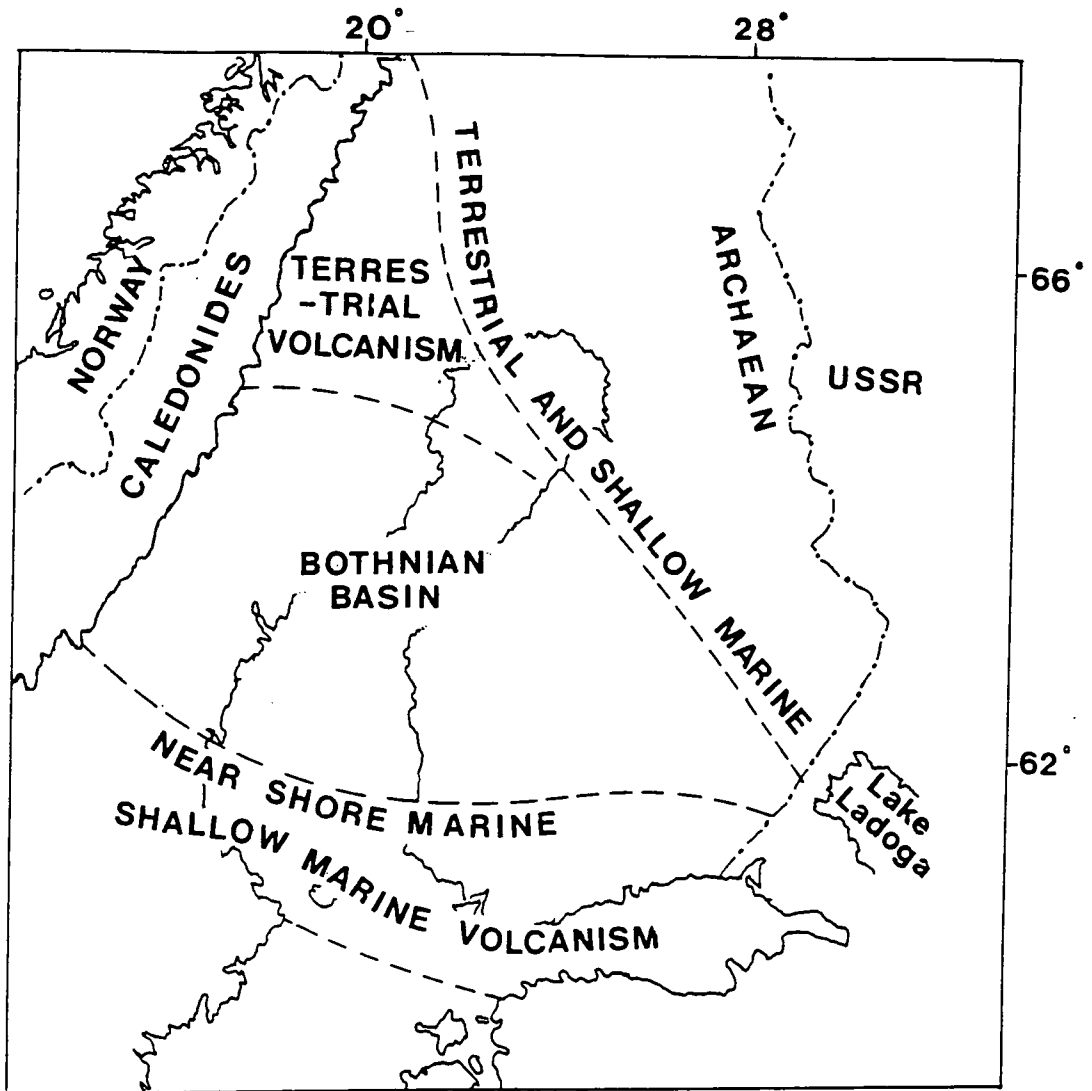 20°
28°
TERRESTRIAL AND SHALLOW MARINE
ARCHAEAN
66°
NORWAY
CALEDONIDES
TERRES
-TRIAL
VOLCANISM
USSR
BOTHNIAN
BASIN
62°
NEAR SHORE MARINE
SHALLOW MARINE VOLCANISM
Lake
Ladoga